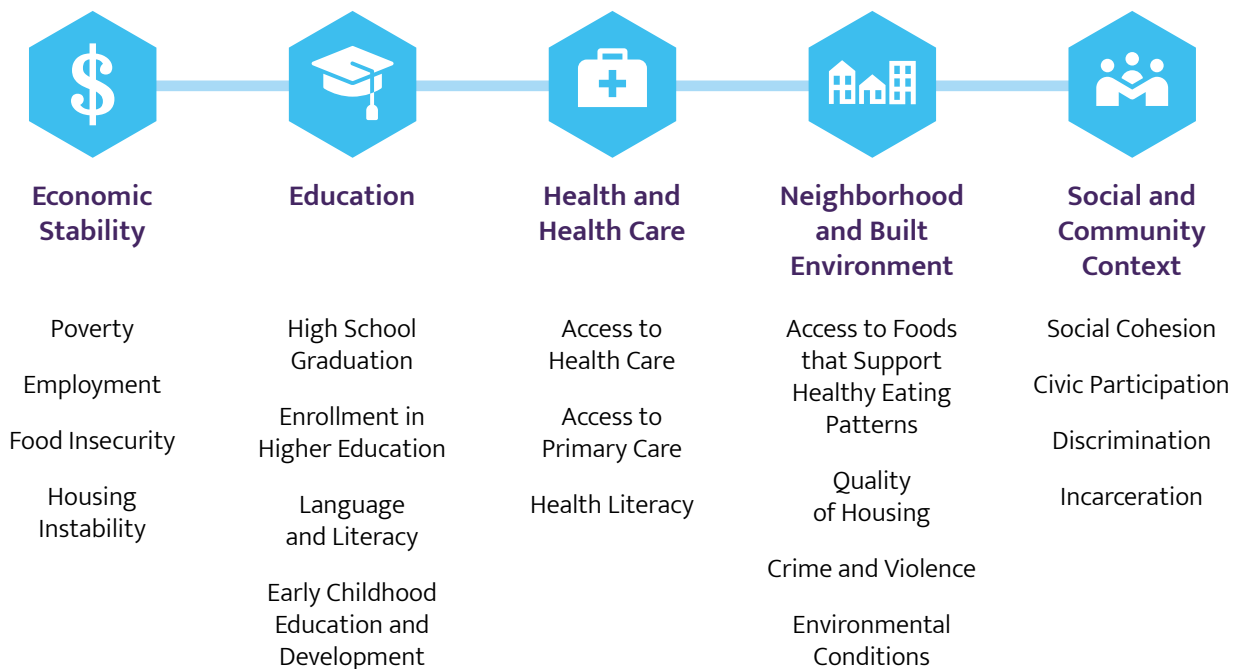 $
Economic
Stability
Poverty
Employment
Food Insecurity
Housing
Instability
Education
High School
Graduation
Enrollment in
Higher Education
Language
and Literacy
Early Childhood
Education and
Development
Health and
Health Care
Access to
Health Care
Access to
Primary Care
Health Literacy
Neighborhood
and Built
Environment
Access to Foods
that Support
Healthy Eating
Patterns
Quality
of Housing
Crime and Violence
Environmental
Conditions
Social and
Community
Context
Social Cohesion
Civic Participation
Discrimination
Incarceration